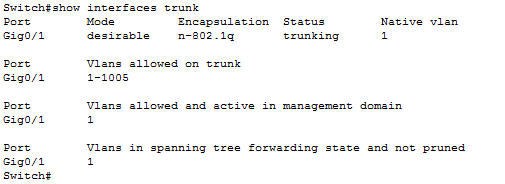 Switch#show interfaces trunk
Port        Mode         Encapsulation  Status        Native vlan
Gig0/1      desirable    n-802.1q       trunking      1
Port        Vlans allowed on trunk
Gig0/1      1-1005
Port        Vlans allowed and active in management domain
Gig0/1      1
Port        Vlans in spanning tree forwarding state and not pruned
Gig0/1      1
Switch#